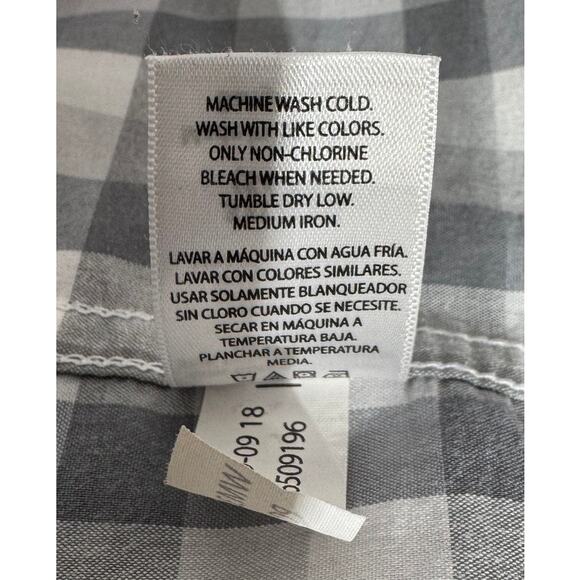 MACHINE WASH COLD.
WASH WITH LIKE COLORS.
ONLY NON-CHLORINE
BLEACH WHEN NEEDED.
TUMBLE DRY LOW.
MEDIUM IRON.
LAVAR A MÁQUINA CON AGUA FRÍA.
LAVAR CON COLORES SIMILARES.
USAR SOLAMENTE BLANQUEADOR
SIN CLORO CUANDO SE NECESITE.
SECAR EN MÁQUINA A
TEMPERATURA BAJA.
PLANCHAR A TEMPERATURA
MEDIA.
-09 18
509196